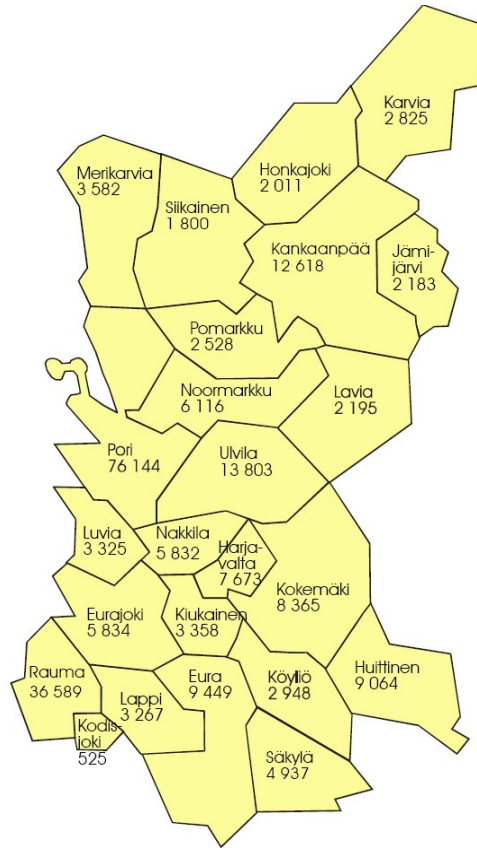 Karvia
2 825
Honkajoki
2 011
Merikarvia
3 582
Siikainen
1 800
Kankaanpää
12 618
Jämi-
järvi
2 183
Pomarkku
2 528
Noormarkku
6 116
Lavia
2 195
Pori
76 144
Ulvila
13 803
Luvia
3 325
Nakkila
5 832
Harja-
valta
7 673
Kokemäki
8 365
Eurajoki
5 834
Kiukainen
3 358
Rauma
36 589
Lappi
3 267
Eura
9 449
Köyliö
2 948
Huittinen
9 064
Kodis-
joki
525
Säkylä
4 937